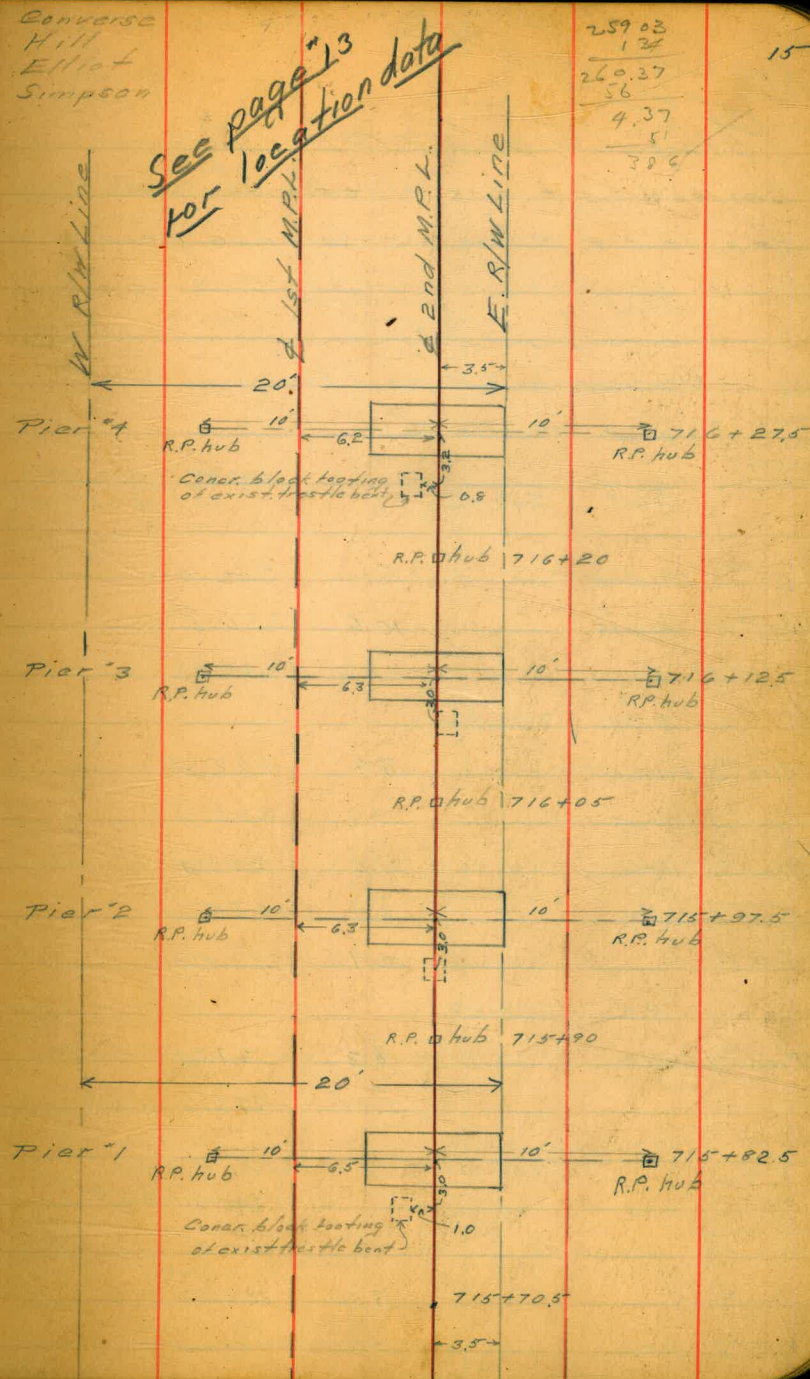 Converse
Hill
Elliot
Simpson
259 03
1 34
260.37
56
4.37
51
386
15
See page #13
for location data
W R/W Line
℄ 1st M.P.L.
℄ 2nd M.P.L.
E. R/W Line
3.5
20'
Pier #4
10'
6.2
10'
716+27.5
R.P. hub
R.P. hub
3.2
Concr. block footing
of exist. trestle bent
0.8
R.P. hub 716+20
Pier #3
10'
6.3
10'
716+12.5
R.P. hub
R.P. hub
3.0
R.P. hub 716+05
Pier #2
10'
6.3
10'
715+97.5
R.P. hub
R.P. hub
3.0
R.P. hub 715+90
20'
Pier #1
10'
6.5
10'
715+82.5
R.P. hub
R.P. hub
3.0
Concr. block footing
of exist trestle bent
1.0
715+70.5
3.5